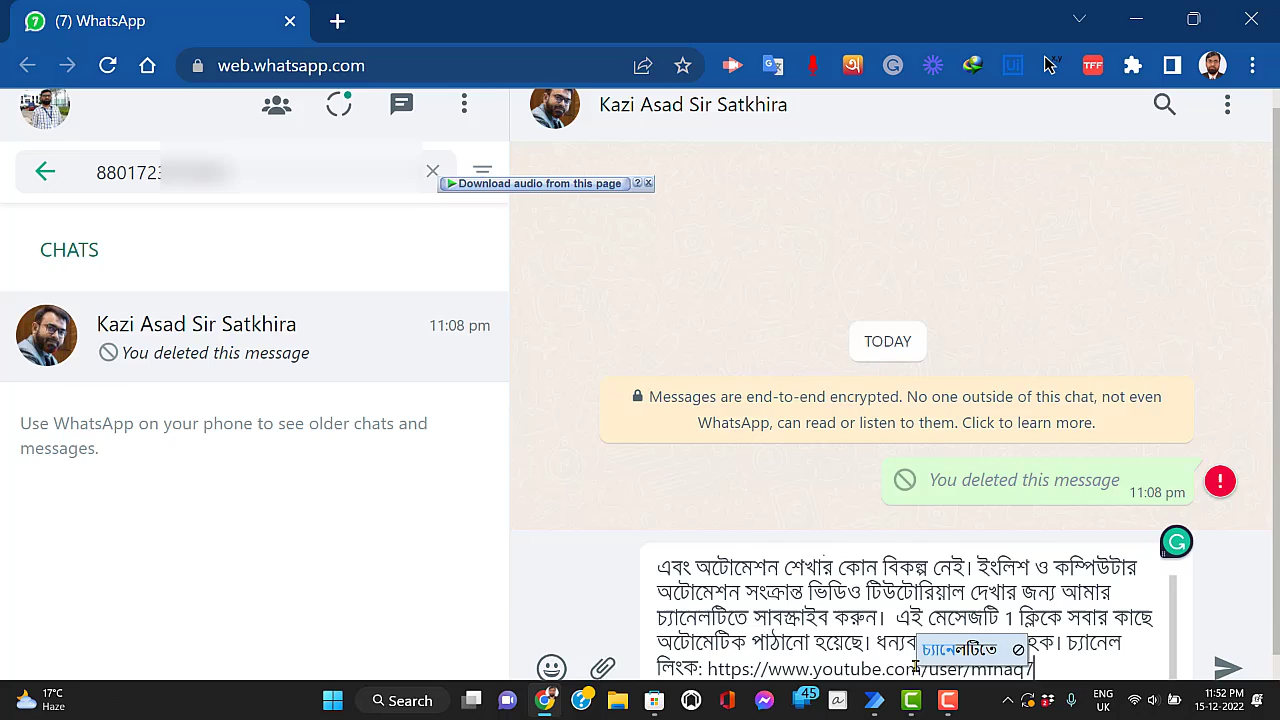 (7) WhatsApp
web.whatsapp.com
TFF
Kazi Asad Sir Satkhira
8801723
Download audio from this page
CHATS
Kazi Asad Sir Satkhira
11:08 pm
You deleted this message
Use WhatsApp on your phone to see older chats and
messages.
TODAY
Messages are end-to-end encrypted. No one outside of this chat, not even
WhatsApp, can read or listen to them. Click to learn more.
You deleted this message
11:08 pm
এবং অটোমেশন শেখার কোন বিকল্প নেই। ইংলিশ ও কম্পিউটার
অটোমেশন সংক্রান্ত ভিডিও টিউটোরিয়াল দেখার জন্য আমার
চ্যানেলটিতে সাবস্ক্রাইব করুন। এই মেসেজটি 1 ক্লিকে সবার কাছে
অটোমেটিক পাঠানো হয়েছে। চ্যানেল
চ্যানেলটিতে
লিংক: https://www.youtube.com/user/
17°C
Haze
Search
45
ENG
UK
11:52 PM
15-12-2022